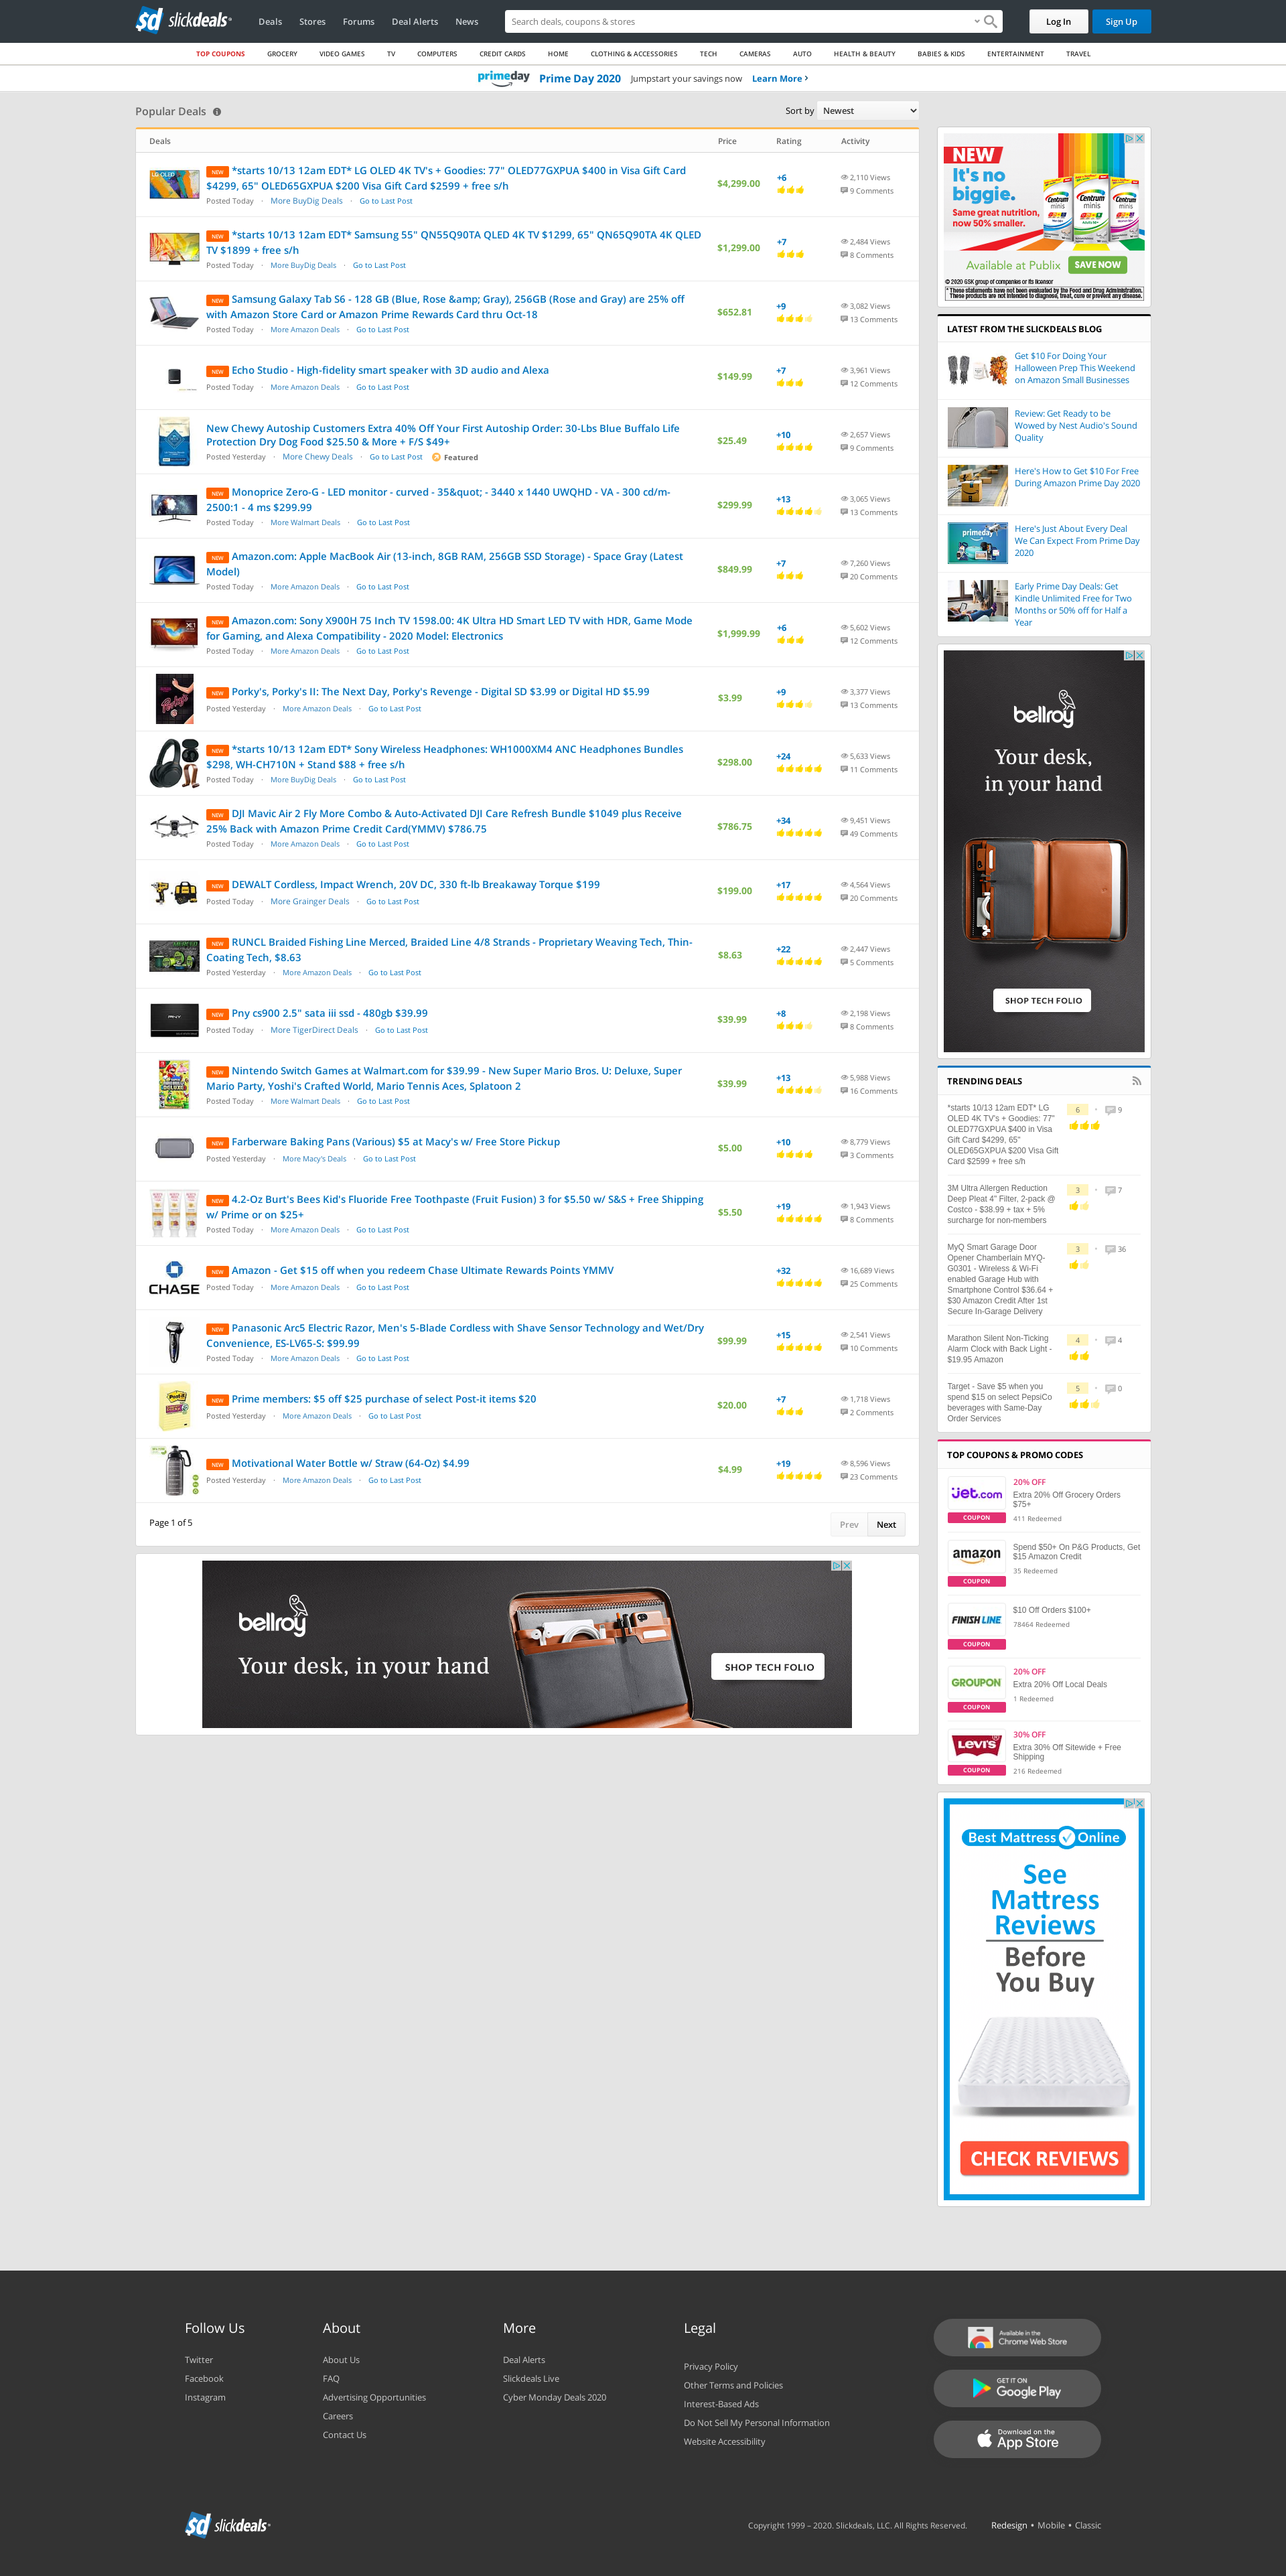 sd slickdeals
Deals Stores Forums Deal Alerts News
Search deals, coupons & stores
Log In Sign Up
TOP COUPONS GROCERY VIDEO GAMES TV COMPUTERS CREDIT CARDS HOME CLOTHING & ACCESSORIES TECH CAMERAS AUTO HEALTH & BEAUTY BABIES & KIDS ENTERTAINMENT TRAVEL
primeday Prime Day 2020 Jumpstart your savings now Learn More ›
Popular Deals
Sort by Newest
Deals Price Rating Activity
NEW *starts 10/13 12am EDT* LG OLED 4K TV's + Goodies: 77" OLED77GXPUA $400 in Visa Gift Card
$4299, 65" OLED65GXPUA $200 Visa Gift Card $2599 + free s/h
Posted Today · More BuyDig Deals · Go to Last Post
$4,299.00
+6
2,110 Views
9 Comments
NEW *starts 10/13 12am EDT* Samsung 55" QN55Q90TA QLED 4K TV $1299, 65" QN65Q90TA 4K QLED
TV $1899 + free s/h
Posted Today · More BuyDig Deals · Go to Last Post
$1,299.00
+7
2,484 Views
8 Comments
NEW Samsung Galaxy Tab S6 - 128 GB (Blue, Rose &amp; Gray), 256GB (Rose and Gray) are 25% off
with Amazon Store Card or Amazon Prime Rewards Card thru Oct-18
Posted Today · More Amazon Deals · Go to Last Post
$652.81
+9
3,082 Views
13 Comments
NEW Echo Studio - High-fidelity smart speaker with 3D audio and Alexa
Posted Today · More Amazon Deals · Go to Last Post
$149.99
+7
3,961 Views
12 Comments
New Chewy Autoship Customers Extra 40% Off Your First Autoship Order: 30-Lbs Blue Buffalo Life
Protection Dry Dog Food $25.50 & More + F/S $49+
Posted Yesterday · More Chewy Deals · Go to Last Post Featured
$25.49
+10
2,657 Views
9 Comments
NEW Monoprice Zero-G - LED monitor - curved - 35&quot; - 3440 x 1440 UWQHD - VA - 300 cd/m-
2500:1 - 4 ms $299.99
Posted Today · More Walmart Deals · Go to Last Post
$299.99
+13
3,065 Views
13 Comments
NEW Amazon.com: Apple MacBook Air (13-inch, 8GB RAM, 256GB SSD Storage) - Space Gray (Latest
Model)
Posted Today · More Amazon Deals · Go to Last Post
$849.99
+7
7,260 Views
20 Comments
NEW Amazon.com: Sony X900H 75 Inch TV 1598.00: 4K Ultra HD Smart LED TV with HDR, Game Mode
for Gaming, and Alexa Compatibility - 2020 Model: Electronics
Posted Today · More Amazon Deals · Go to Last Post
$1,999.99
+6
5,602 Views
12 Comments
NEW Porky's, Porky's II: The Next Day, Porky's Revenge - Digital SD $3.99 or Digital HD $5.99
Posted Yesterday · More Amazon Deals · Go to Last Post
$3.99
+9
3,377 Views
13 Comments
NEW *starts 10/13 12am EDT* Sony Wireless Headphones: WH1000XM4 ANC Headphones Bundles
$298, WH-CH710N + Stand $88 + free s/h
Posted Today · More BuyDig Deals · Go to Last Post
$298.00
+24
5,633 Views
11 Comments
NEW DJI Mavic Air 2 Fly More Combo & Auto-Activated DJI Care Refresh Bundle $1049 plus Receive
25% Back with Amazon Prime Credit Card(YMMV) $786.75
Posted Today · More Amazon Deals · Go to Last Post
$786.75
+34
9,451 Views
49 Comments
NEW DEWALT Cordless, Impact Wrench, 20V DC, 330 ft-lb Breakaway Torque $199
Posted Today · More Grainger Deals · Go to Last Post
$199.00
+17
4,564 Views
20 Comments
NEW RUNCL Braided Fishing Line Merced, Braided Line 4/8 Strands - Proprietary Weaving Tech, Thin-
Coating Tech, $8.63
Posted Yesterday · More Amazon Deals · Go to Last Post
$8.63
+22
2,447 Views
5 Comments
NEW Pny cs900 2.5" sata iii ssd - 480gb $39.99
Posted Today · More TigerDirect Deals · Go to Last Post
$39.99
+8
2,198 Views
8 Comments
NEW Nintendo Switch Games at Walmart.com for $39.99 - New Super Mario Bros. U: Deluxe, Super
Mario Party, Yoshi's Crafted World, Mario Tennis Aces, Splatoon 2
Posted Today · More Walmart Deals · Go to Last Post
$39.99
+13
5,988 Views
16 Comments
NEW Farberware Baking Pans (Various) $5 at Macy's w/ Free Store Pickup
Posted Yesterday · More Macy's Deals · Go to Last Post
$5.00
+10
8,779 Views
3 Comments
NEW 4.2-Oz Burt's Bees Kid's Fluoride Free Toothpaste (Fruit Fusion) 3 for $5.50 w/ S&S + Free Shipping
w/ Prime or on $25+
Posted Today · More Amazon Deals · Go to Last Post
$5.50
+19
1,943 Views
8 Comments
CHASE
NEW Amazon - Get $15 off when you redeem Chase Ultimate Rewards Points YMMV
Posted Today · More Amazon Deals · Go to Last Post
+32
16,689 Views
25 Comments
NEW Panasonic Arc5 Electric Razor, Men's 5-Blade Cordless with Shave Sensor Technology and Wet/Dry
Convenience, ES-LV65-S: $99.99
Posted Today · More Amazon Deals · Go to Last Post
$99.99
+15
2,541 Views
10 Comments
NEW Prime members: $5 off $25 purchase of select Post-it items $20
Posted Yesterday · More Amazon Deals · Go to Last Post
$20.00
+7
1,718 Views
2 Comments
NEW Motivational Water Bottle w/ Straw (64-Oz) $4.99
Posted Yesterday · More Amazon Deals · Go to Last Post
$4.99
+19
8,596 Views
23 Comments
Page 1 of 5
Prev Next
bellroy
Your desk, in your hand
SHOP TECH FOLIO
NEW
It's no
biggie.
Same great nutrition,
now 50% smaller.
Centrum minis Centrum minis Centrum minis
Available at Publix SAVE NOW
© 2020 GSK group of companies or its licensor
* These statements have not been evaluated by the Food and Drug Administration.
These products are not intended to diagnose, treat, cure or prevent any disease.
LATEST FROM THE SLICKDEALS BLOG
Get $10 For Doing Your
Halloween Prep This Weekend
on Amazon Small Businesses
Review: Get Ready to be
Wowed by Nest Audio's Sound
Quality
Here's How to Get $10 For Free
During Amazon Prime Day 2020
primeday
Here's Just About Every Deal
We Can Expect From Prime Day
2020
Early Prime Day Deals: Get
Kindle Unlimited Free for Two
Months or 50% off for Half a
Year
bellroy
Your desk,
in your hand
SHOP TECH FOLIO
TRENDING DEALS
*starts 10/13 12am EDT* LG
OLED 4K TV's + Goodies: 77"
OLED77GXPUA $400 in Visa
Gift Card $4299, 65"
OLED65GXPUA $200 Visa Gift
Card $2599 + free s/h
6 • 9
3M Ultra Allergen Reduction
Deep Pleat 4" Filter, 2-pack @
Costco - $38.99 + tax + 5%
surcharge for non-members
3 • 7
MyQ Smart Garage Door
Opener Chamberlain MYQ-
G0301 - Wireless & Wi-Fi
enabled Garage Hub with
Smartphone Control $36.64 +
$30 Amazon Credit After 1st
Secure In-Garage Delivery
3 • 36
Marathon Silent Non-Ticking
Alarm Clock with Back Light -
$19.95 Amazon
4 • 4
Target - Save $5 when you
spend $15 on select PepsiCo
beverages with Same-Day
Order Services
5 • 0
TOP COUPONS & PROMO CODES
jet.com
COUPON
20% OFF
Extra 20% Off Grocery Orders
$75+
411 Redeemed
amazon
COUPON
Spend $50+ On P&G Products, Get
$15 Amazon Credit
35 Redeemed
FINISH LINE
COUPON
$10 Off Orders $100+
78464 Redeemed
GROUPON
COUPON
20% OFF
Extra 20% Off Local Deals
1 Redeemed
LEVI'S
COUPON
30% OFF
Extra 30% Off Sitewide + Free
Shipping
216 Redeemed
Best Mattress Online
See
Mattress
Reviews
Before
You Buy
CHECK REVIEWS
Follow Us
Twitter
Facebook
Instagram
About
About Us
FAQ
Advertising Opportunities
Careers
Contact Us
More
Deal Alerts
Slickdeals Live
Cyber Monday Deals 2020
Legal
Privacy Policy
Other Terms and Policies
Interest-Based Ads
Do Not Sell My Personal Information
Website Accessibility
Available in the
Chrome Web Store
GET IT ON
Google Play
Download on the
App Store
sd slickdeals
Copyright 1999 – 2020. Slickdeals, LLC. All Rights Reserved. Redesign • Mobile • Classic